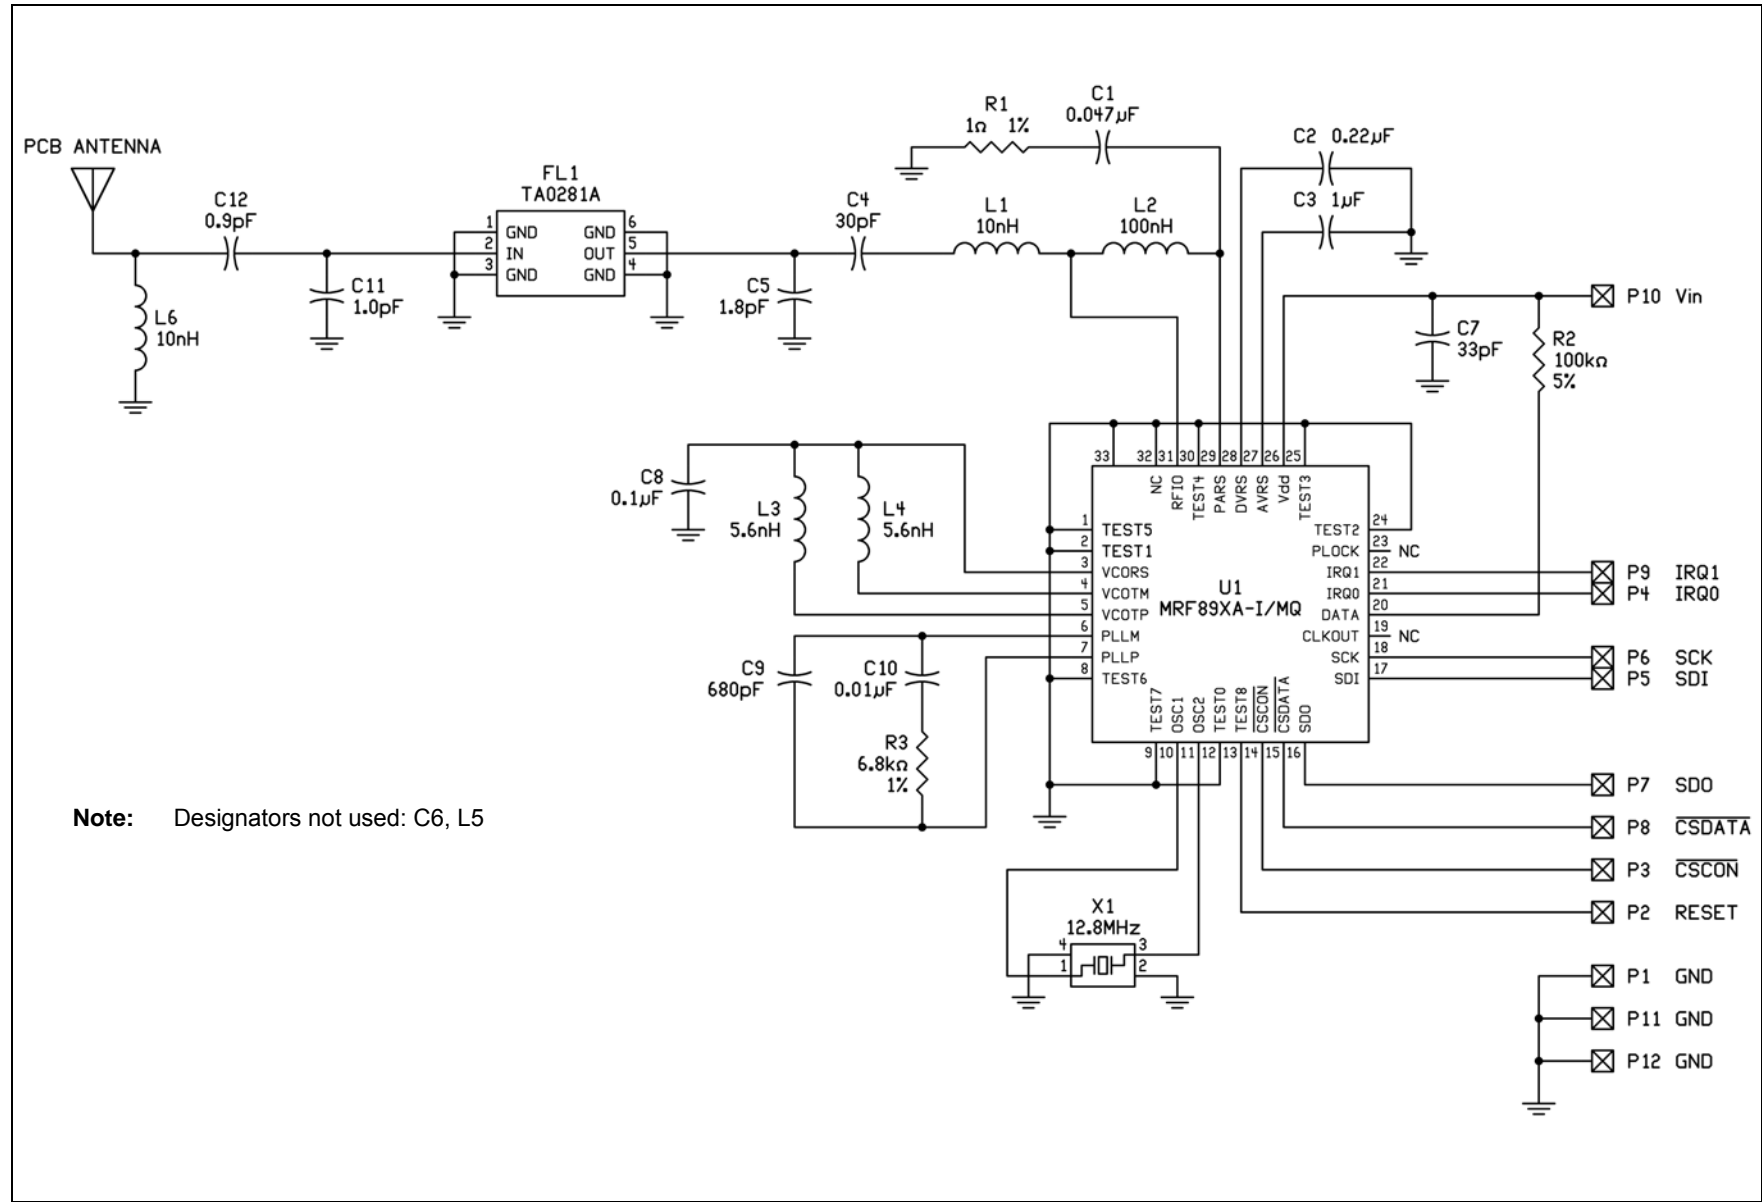 PCB ANTENNA
C12
0.9pF
L6
10nH
C11
1.0pF
FL1
TA0281A
1 GND
2 IN
3 GND
GND 6
OUT 5
GND 4
C5
1.8pF
C4
30pF
R1
1Ω 1%
C1
0.047µF
L1
10nH
L2
100nH
C2 0.22µF
C3 1µF
P10 Vin
C7
33pF
R2
100kΩ
5%
C8
0.1µF
L3
5.6nH
L4
5.6nH
33 32 31 30 29 28 27 26 25
NC RFIO TEST4 PARS DVRS AVRS Vdd TEST3
1 TEST5
2 TEST1
3 VCORS
4 VCOTM
5 VCOTP
6 PLLM
7 PLLP
8 TEST6
U1
MRF89XA-I/MQ
TEST2 24
PLOCK 23 NC
IRQ1 22
IRQ0 21
DATA 20
CLKOUT 19 NC
SCK 18
SDI 17
TEST7 OSC1 OSC2 TEST0 TEST8 CSCON CSDATA SDO
9 10 11 12 13 14 15 16
P9 IRQ1
P4 IRQ0
P6 SCK
P5 SDI
C9
680pF
C10
0.01µF
R3
6.8kΩ
1%
P7 SDO
P8 CSDATA
P3 CSCON
P2 RESET
Note: Designators not used: C6, L5
X1
12.8MHz
4 3
1 2
P1 GND
P11 GND
P12 GND